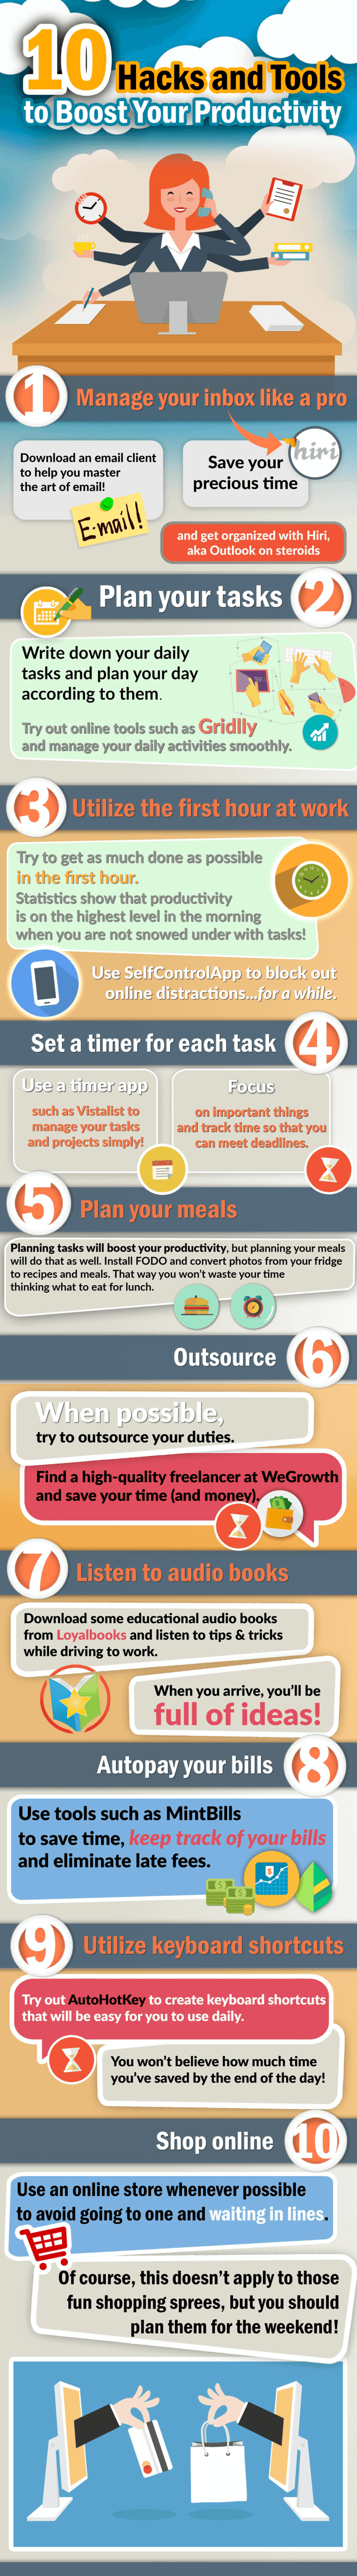 10 Hacks and Tools
to Boost Your Productivity
1 Manage your inbox like a pro
Download an email client
to help you master
the art of email!
E-mail!
Save your
precious time
hiri
and get organized with Hiri,
aka Outlook on steroids
Plan your tasks 2
Write down your daily
tasks and plan your day
according to them.
Try out online tools such as Gridlly
and manage your daily activities smoothly.
3 Utilize the first hour at work
Try to get as much done as possible
in the first hour.
Statistics show that productivity
is on the highest level in the morning
when you are not snowed under with tasks!
Use SelfControlApp to block out
online distractions...for a while.
Set a timer for each task 4
Use a timer app
such as Vistalist to
manage your tasks
and projects simply!
Focus
on important things
and track time so that you
can meet deadlines.
5 Plan your meals
Planning tasks will boost your productivity, but planning your meals
will do that as well. Install FODO and convert photos from your fridge
to recipes and meals. That way you won't waste your time
thinking what to eat for lunch.
Outsource 6
When possible,
try to outsource your duties.
Find a high-quality freelancer at WeGrowth
and save your time (and money).
7 Listen to audio books
Download some educational audio books
from Loyalbooks and listen to tips & tricks
while driving to work.
When you arrive, you'll be
full of ideas!
Autopay your bills 8
Use tools such as MintBills
to save time, keep track of your bills
and eliminate late fees.
$
9 Utilize keyboard shortcuts
Try out AutoHotKey to create keyboard shortcuts
that will be easy for you to use daily.
You won't believe how much time
you've saved by the end of the day!
Shop online 10
Use an online store whenever possible
to avoid going to one and waiting in lines.
Of course, this doesn't apply to those
fun shopping sprees, but you should
plan them for the weekend!